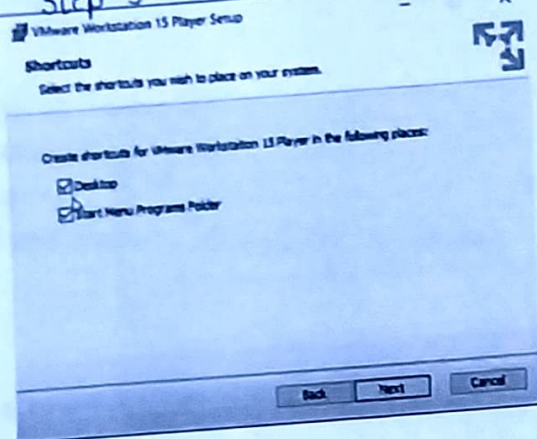 Step
VMware Workstation 15 Player Setup
Shortcuts
Select the shortcuts you wish to place on your system.
Create shortcuts for VMware Workstation 15 Player in the following places:
Desktop
Start Menu Programs Folder
Back Next Cancel